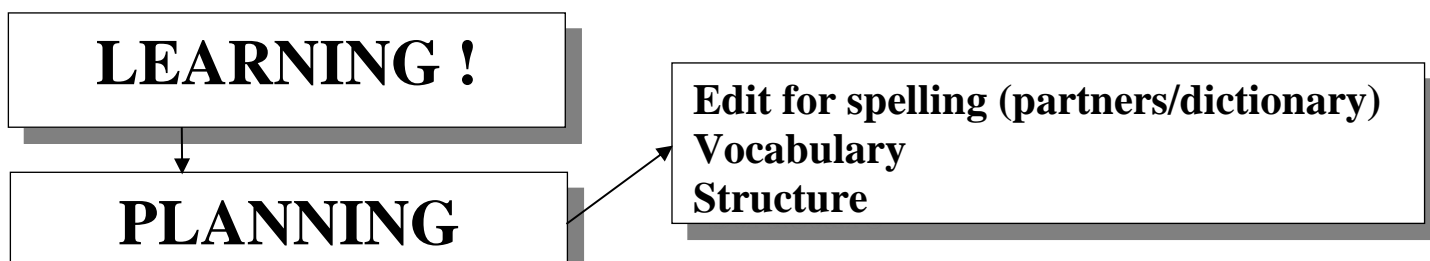 LEARNING !
Edit for spelling (partners/dictionary)
Vocabulary
Structure
PLANNING